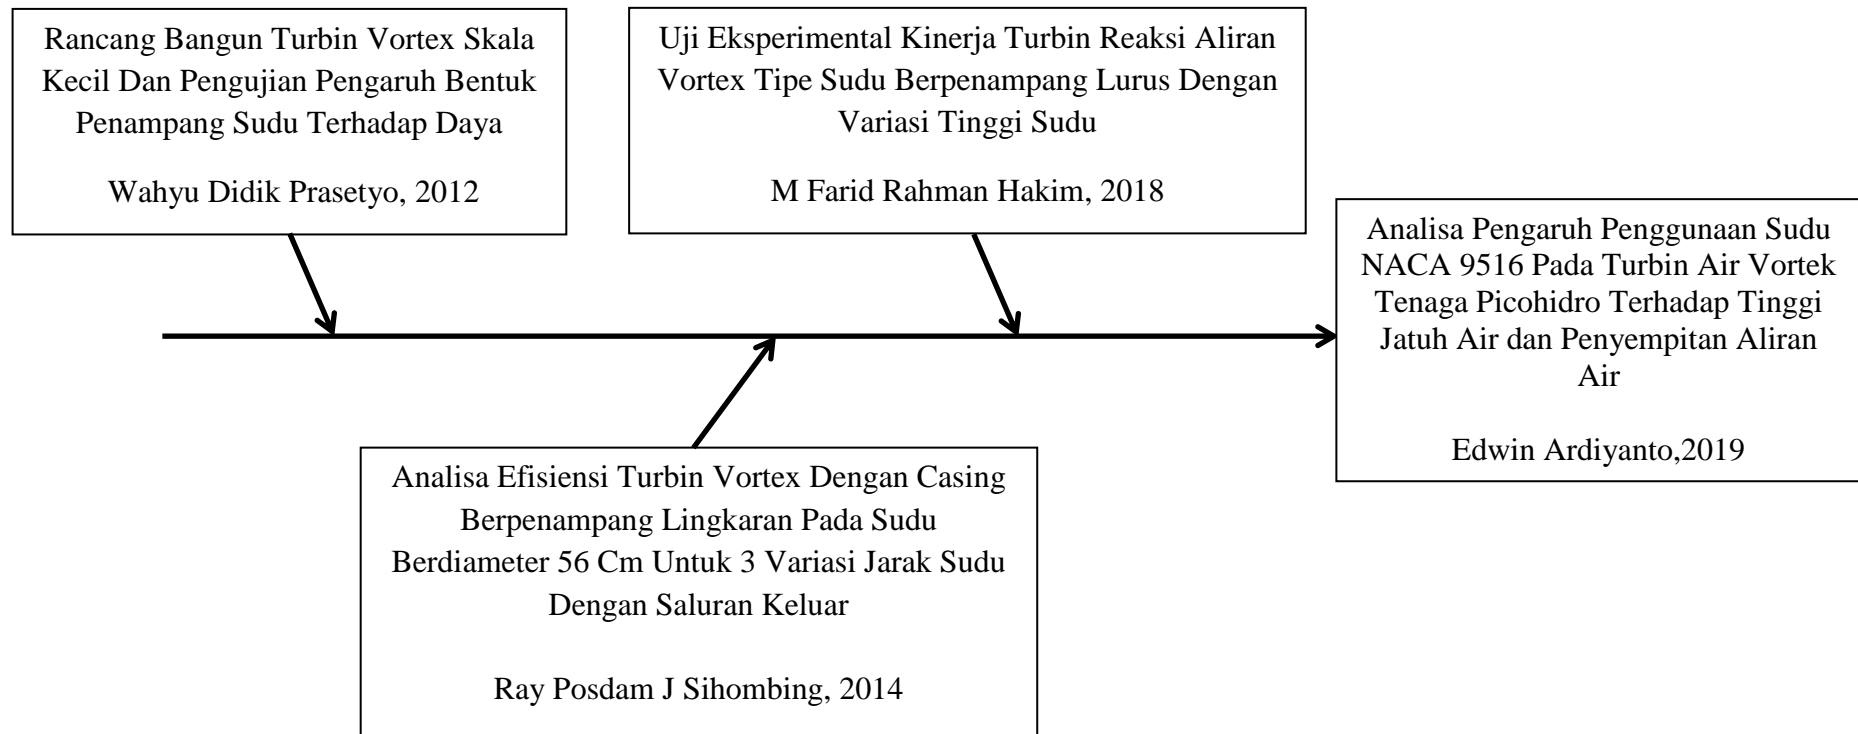 Rancang Bangun Turbin Vortex Skala
Kecil Dan Pengujian Pengaruh Bentuk
Penampang Sudu Terhadap Daya
Wahyu Didik Prasetyo, 2012
Uji Eksperimental Kinerja Turbin Reaksi Aliran
Vortex Tipe Sudu Berpenampang Lurus Dengan
Variasi Tinggi Sudu
M Farid Rahman Hakim, 2018
Analisa Pengaruh Penggunaan Sudu
NACA 9516 Pada Turbin Air Vortek
Tenaga Picohidro Terhadap Tinggi
Jatuh Air dan Penyempitan Aliran
Air
Edwin Ardiyanto,2019
Analisa Efisiensi Turbin Vortex Dengan Casing
Berpenampang Lingkaran Pada Sudu
Berdiameter 56 Cm Untuk 3 Variasi Jarak Sudu
Dengan Saluran Keluar
Ray Posdam J Sihombing, 2014